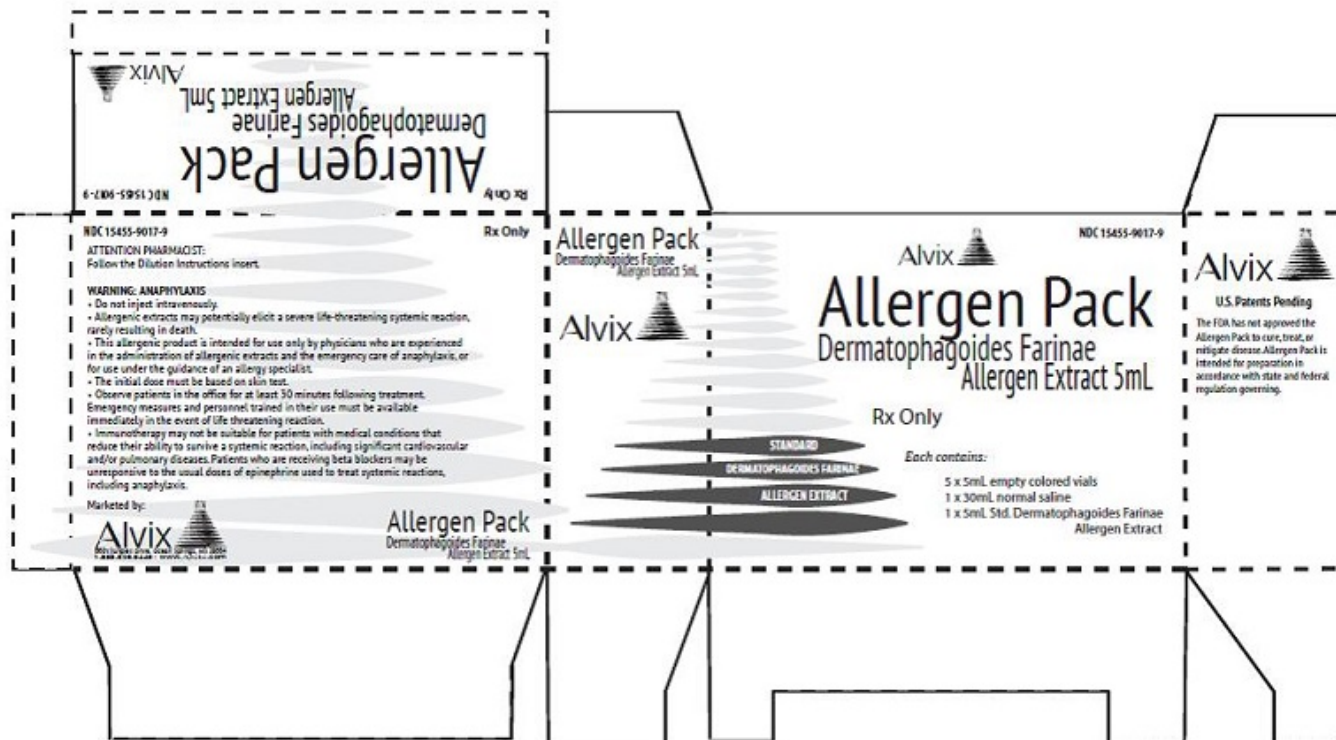 Alvix
Allergen Extract 5mL
Dermatophagoides Farinae
Allergen Pack
NDC 15455-9017-9
Rx Only
NDC 15455-9017-9
Rx Only
ATTENTION PHARMACIST:
Follow the Dilution Instructions insert.
WARNING: ANAPHYLAXIS
• Do not inject intravenously.
• Allergenic extracts may potentially elicit a severe life-threatening systemic reaction,
rarely resulting in death.
• This allergenic product is intended for use only by physicians who are experienced
in the administration of allergenic extracts and the emergency care of anaphylaxis, or
for use under the guidance of an allergy specialist.
• The initial dose must be based on skin test.
• Observe patients in the office for at least 30 minutes following treatment.
Emergency measures and personnel trained in their use must be available
immediately in the event of life threatening reaction.
• Immunotherapy may not be suitable for patients with medical conditions that
reduce their ability to survive a systemic reaction, including significant cardiovascular
and/or pulmonary diseases. Patients who are receiving beta blockers may be
unresponsive to the usual doses of epinephrine used to treat systemic reactions,
including anaphylaxis.
Marketed by:
Alvix
Allergen Pack
Dermatophagoides Farinae
Allergen Extract 5mL
Allergen Pack
Dermatophagoides Farinae
Allergen Extract 5mL
Alvix
NDC 15455-9017-9
Alvix
Allergen Pack
Dermatophagoides Farinae
Allergen Extract 5mL
Rx Only
STANDARD
DERMATOPHAGOIDES FARINAE
ALLERGEN EXTRACT
Each contains:
5 x 5mL empty colored vials
1 x 30mL normal saline
1 x 5mL Std. Dermatophagoides Farinae
Allergen Extract
Alvix
U.S. Patents Pending
The FDA has not approved the
Allergen Pack to cure, treat, or
mitigate disease. Allergen Pack is
intended for preparation in
accordance with state and federal
regulation governing.